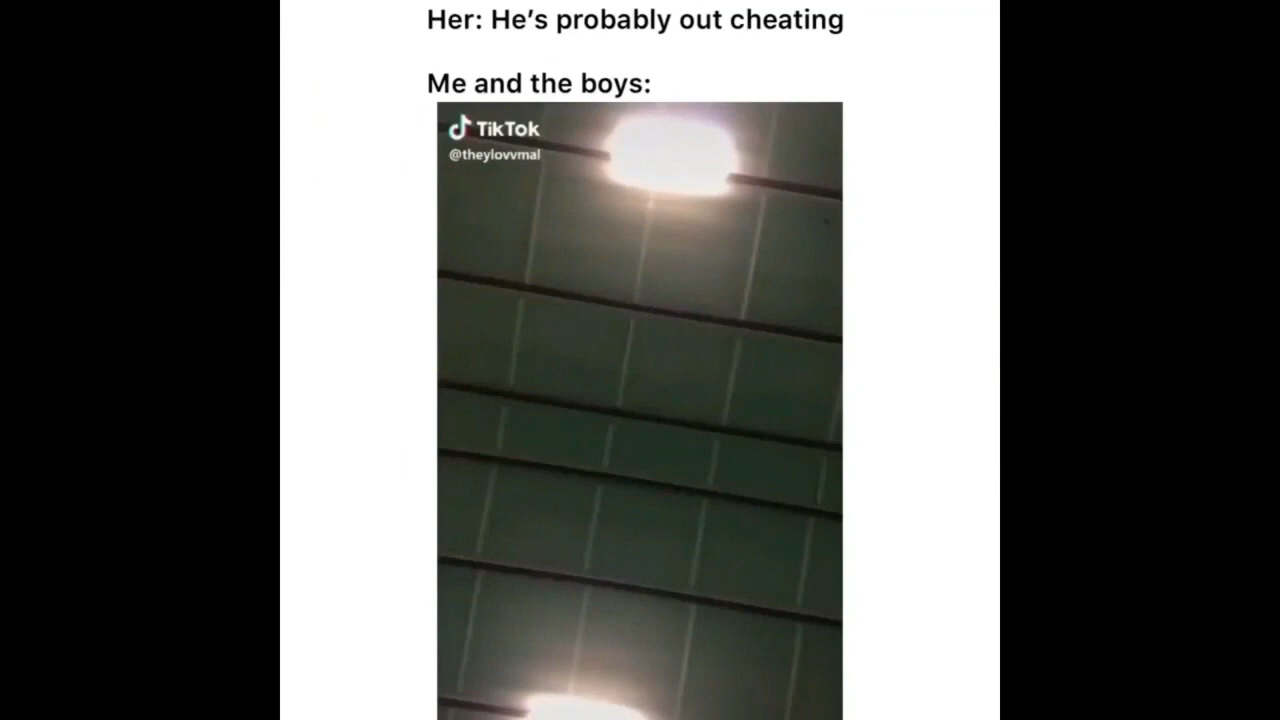 Her: He’s probably out cheating
Me and the boys:
TikTok
@theylovvmal